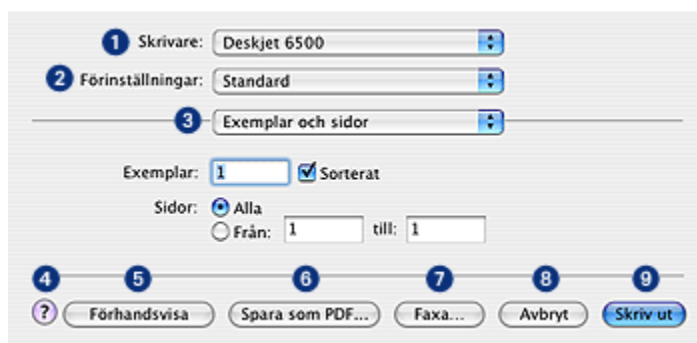 1 Skrivare: Deskjet 6500
2 Förinställningar: Standard
3 Exemplar och sidor
Exemplar: 1 Sorterat
Sidor: Alla
Från: 1 till: 1
4 5 6 7 8 9
? Förhandsvisa Spara som PDF... Faxa... Avbryt Skriv ut